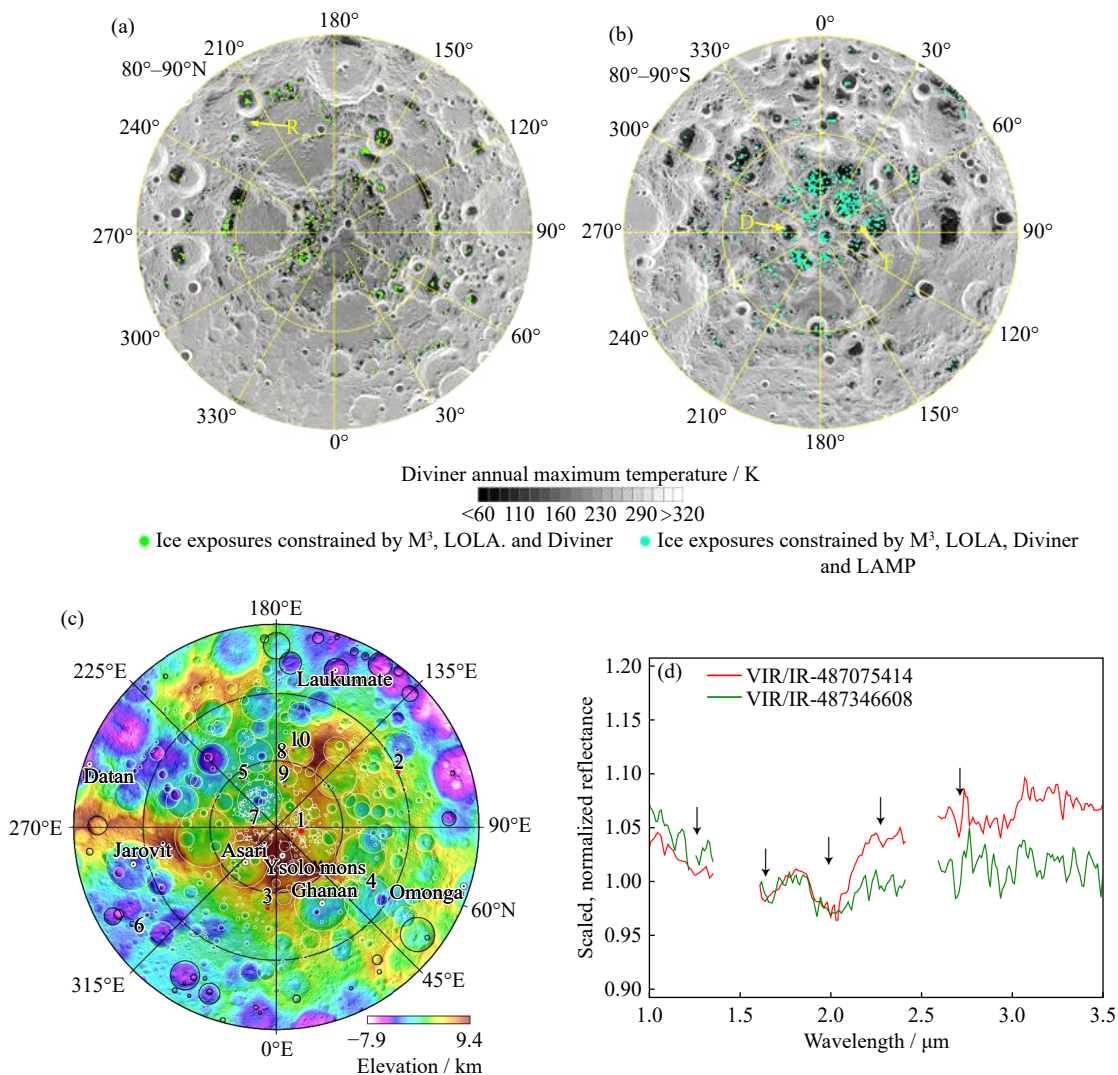 (a)
180°
210°
150°
80°–90°N
240°
120°
R
270°
90°
300°
60°
330°
30°
0°
(b)
0°
330°
30°
80°–90°S
300°
60°
D
270°
90°
T
240°
120°
210°
150°
180°
Diviner annual maximum temperature / K
<60 110 160 230 290 >320
Ice exposures constrained by M³, LOLA. and Diviner
Ice exposures constrained by M³, LOLA, Diviner
and LAMP
(c)
180°E
225°E
135°E
Laukumate
10
8
2
5
9
Datan
7
1
270°E
90°E
Jarovit
Asari
Ysolo mons
Ghanan
4
Omonga
3
60°N
6
315°E
45°E
0°E
−7.9 9.4
Elevation / km
(d)
VIR/IR-487075414
VIR/IR-487346608
1.20
1.15
1.10
1.05
1.00
0.95
0.90
Scaled, normalized reflectance
1.0 1.5 2.0 2.5 3.0 3.5
Wavelength / μm